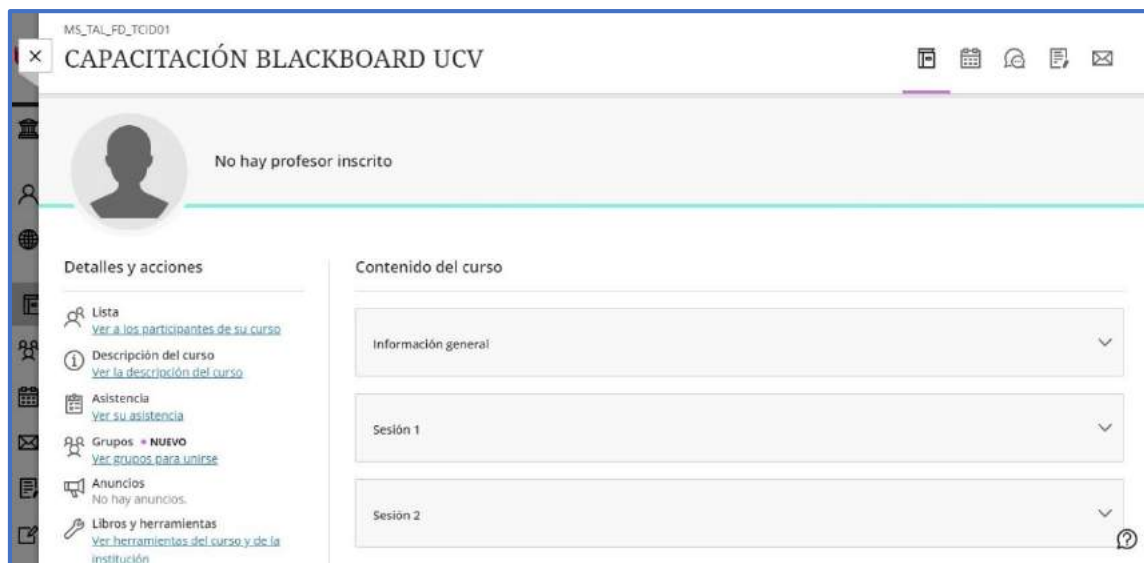 MS_TAL_FD_TCID01
CAPACITACIÓN BLACKBOARD UCV
No hay profesor inscrito
Detalles y acciones
Lista
Ver a los participantes de su curso
Descripción del curso
Ver la descripción del curso
Asistencia
Ver su asistencia
Grupos • NUEVO
Ver grupos para unirse
Anuncios
No hay anuncios.
Libros y herramientas
Ver herramientas del curso y de la
institución
Contenido del curso
Información general
Sesión 1
Sesión 2